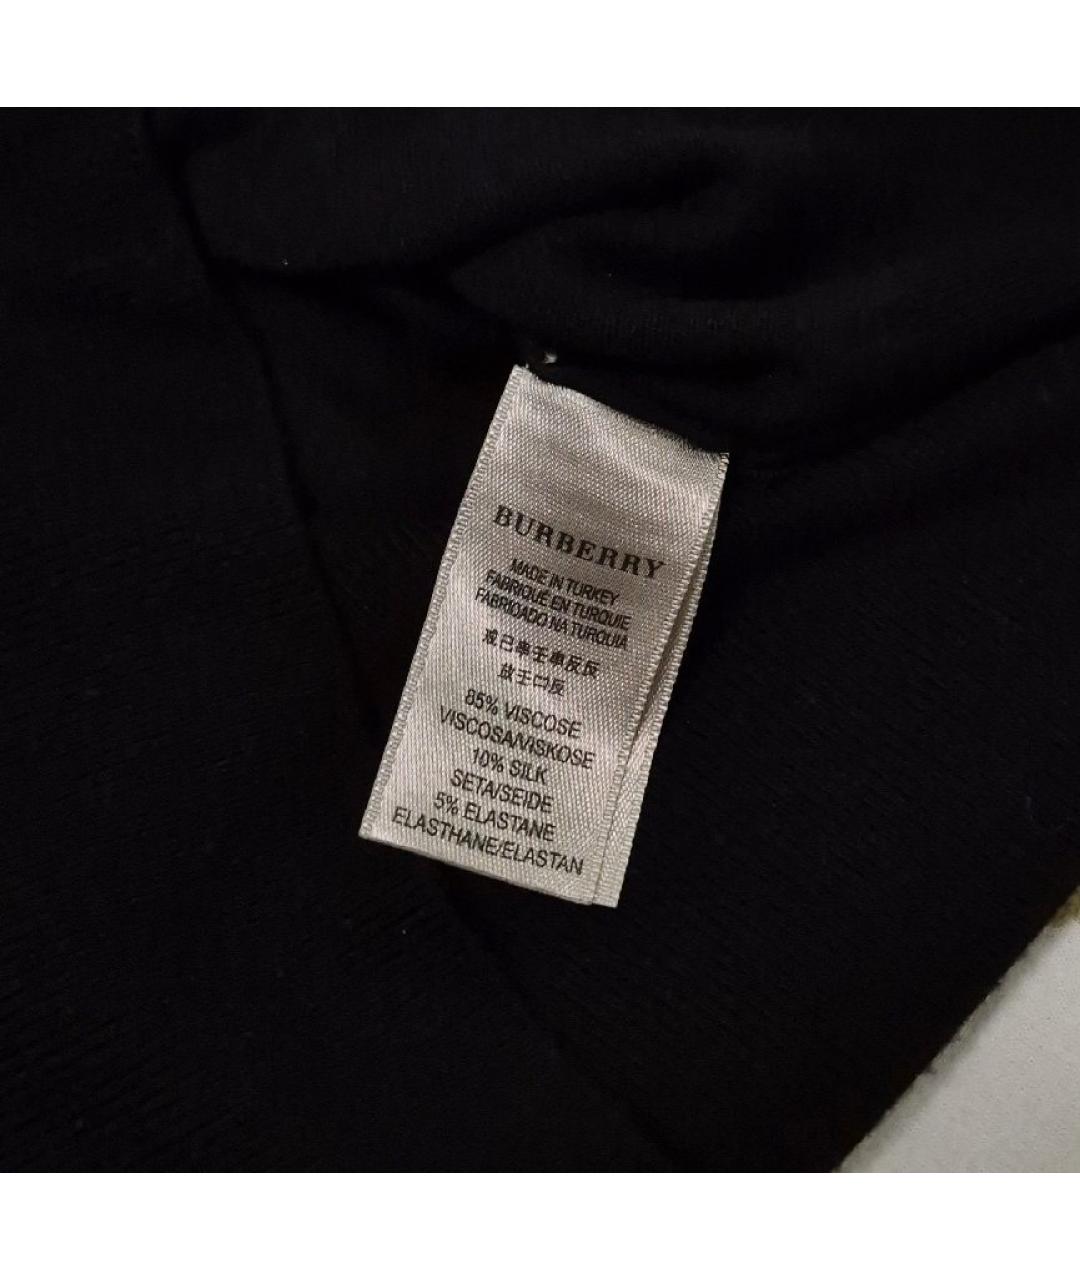 BURBERRY
MADE IN TURKEY
FABRIQUÉ EN TURQUIE
FABRICADO NA TURQUIA
85% VISCOSE
VISCOSA/VISKOSE
10% SILK
SETA/SEIDE
5% ELASTANE
ELASTHANE/ELASTAN